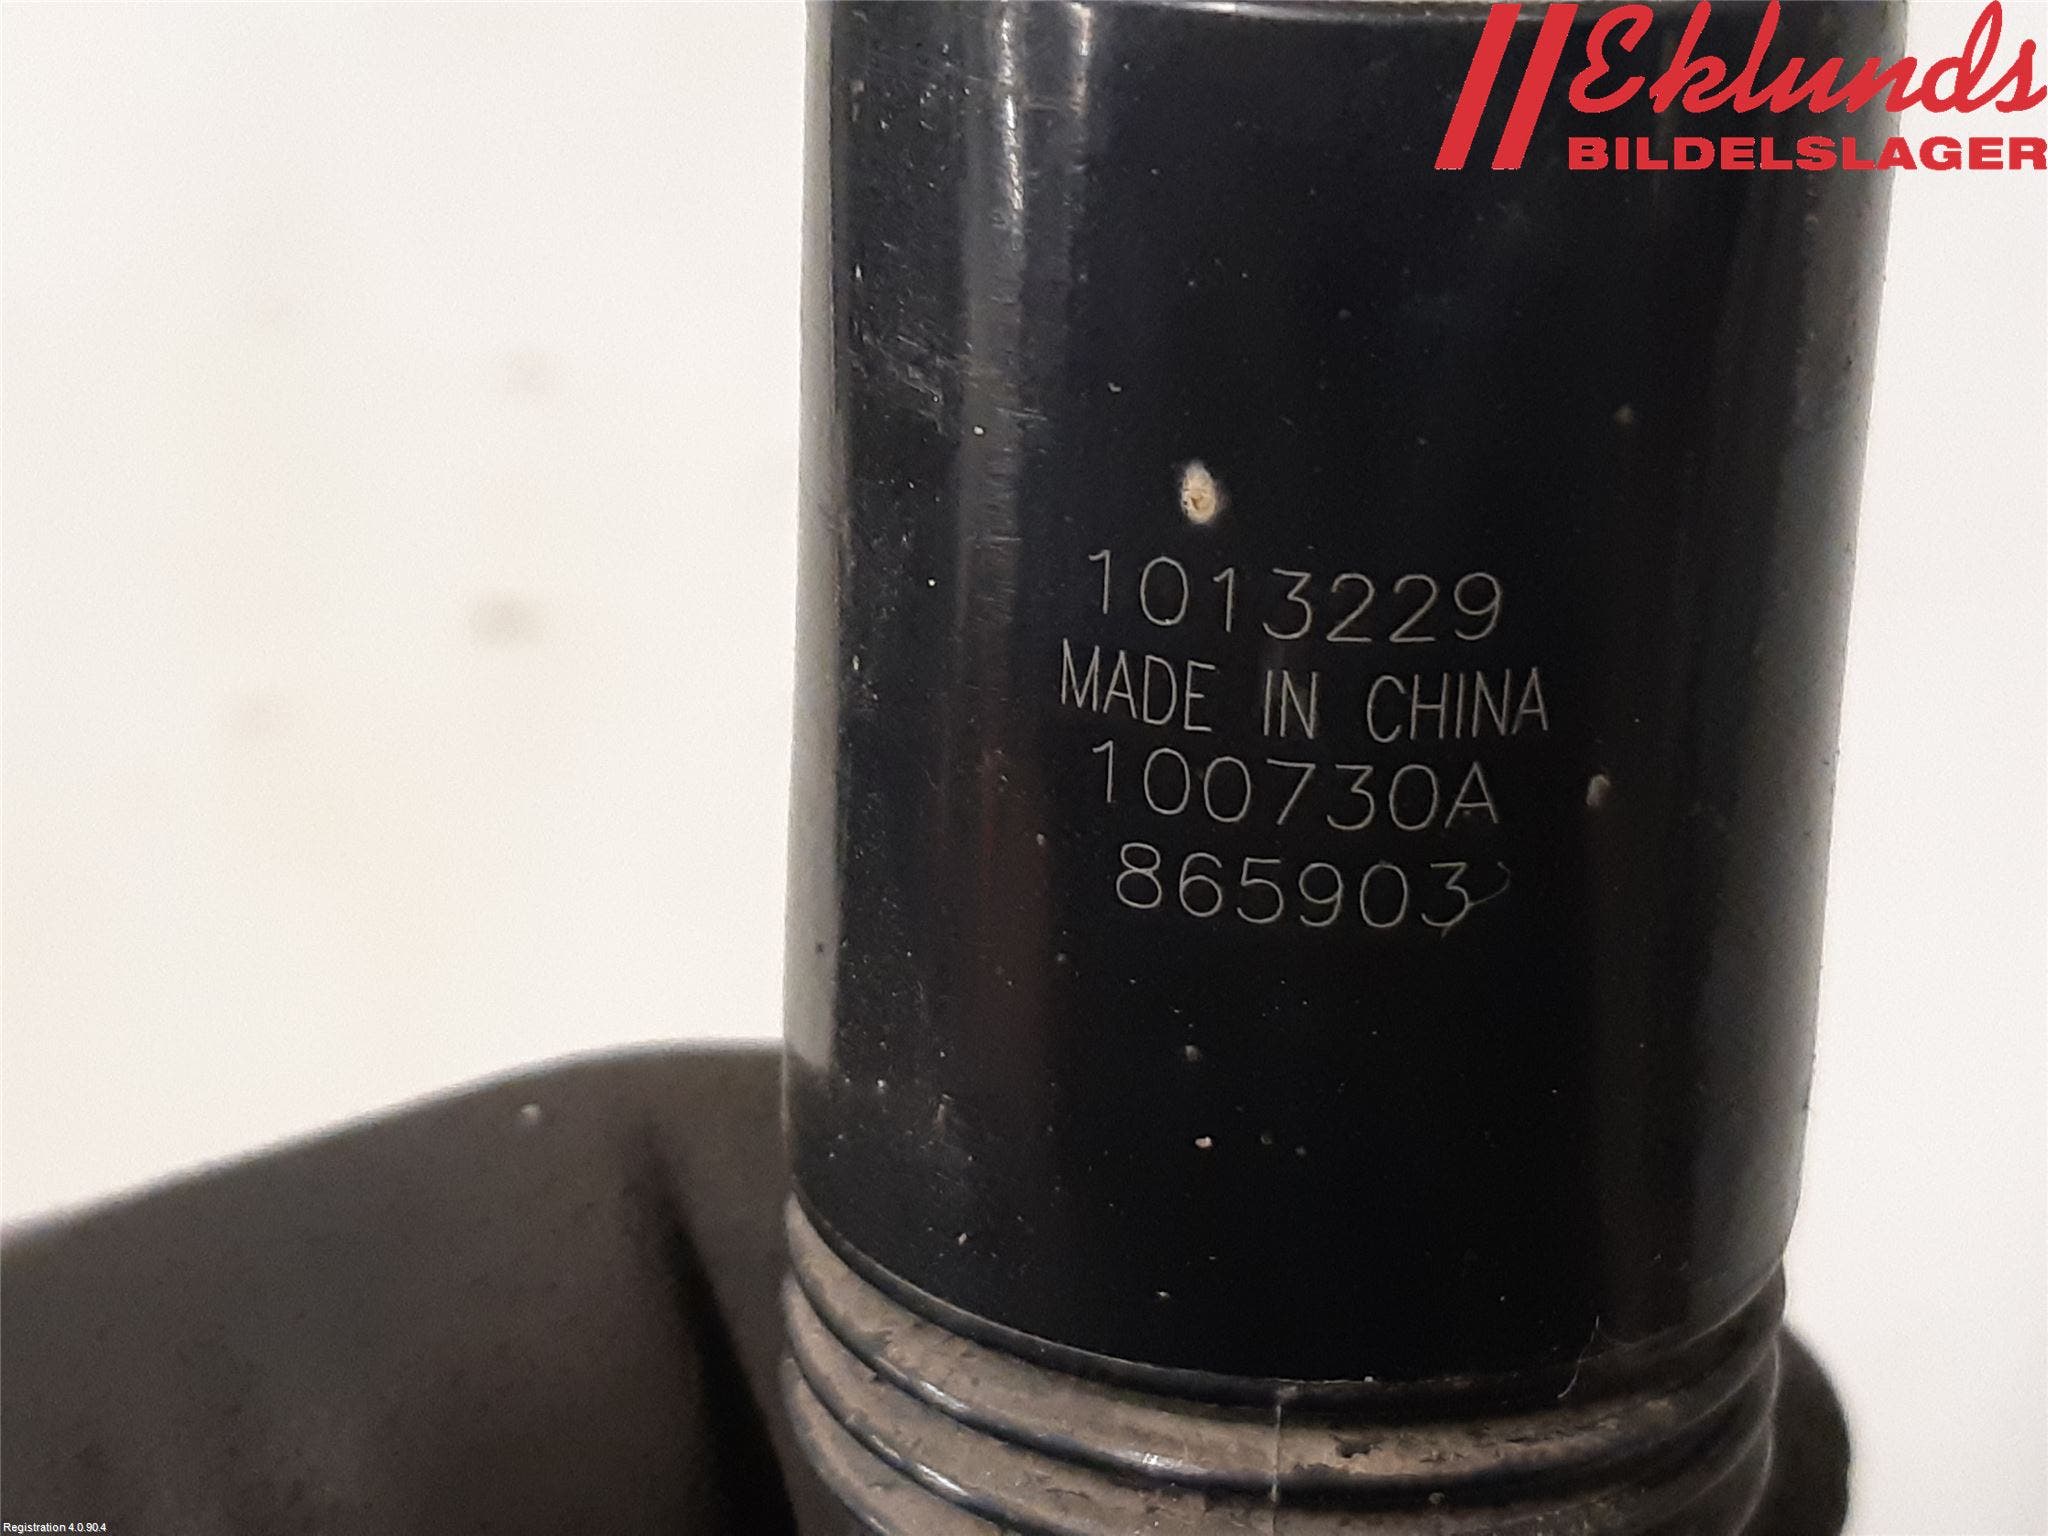 Eklunds
BILDELSLAGER
1013229
MADE IN CHINA
100730A
865903
Registration 4.0.90.4